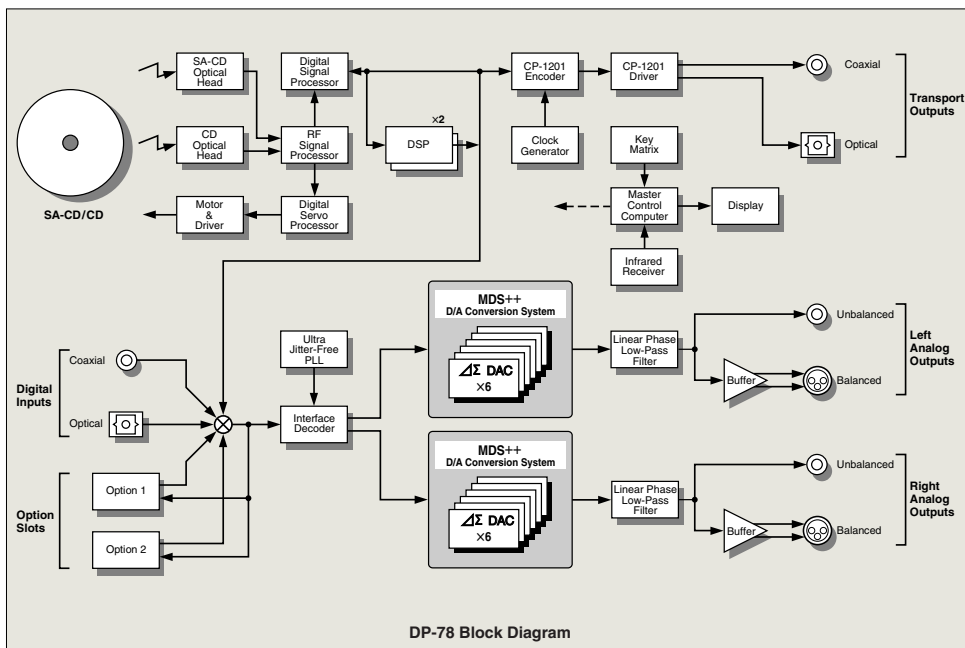 SA-CD
Optical
Head
CD
Optical
Head
Motor
&
Driver
SA-CD/CD
Digital
Signal
Processor
RF
Signal
Processor
Digital
Servo
Processor
×2
DSP
CP-1201
Encoder
CP-1201
Driver
Clock
Generator
Key
Matrix
Master
Control
Computer
Display
Infrared
Receiver
Coaxial
Optical
Transport
Outputs
Digital
Inputs
Coaxial
Optical
Option
Slots
Option 1
Option 2
Ultra
Jitter-Free
PLL
Interface
Decoder
MDS++
D/A Conversion System
ΔΣ DAC
×6
Linear Phase
Low-Pass
Filter
Buffer
Unbalanced
Balanced
Left
Analog
Outputs
MDS++
D/A Conversion System
ΔΣ DAC
×6
Linear Phase
Low-Pass
Filter
Buffer
Unbalanced
Balanced
Right
Analog
Outputs
DP-78 Block Diagram